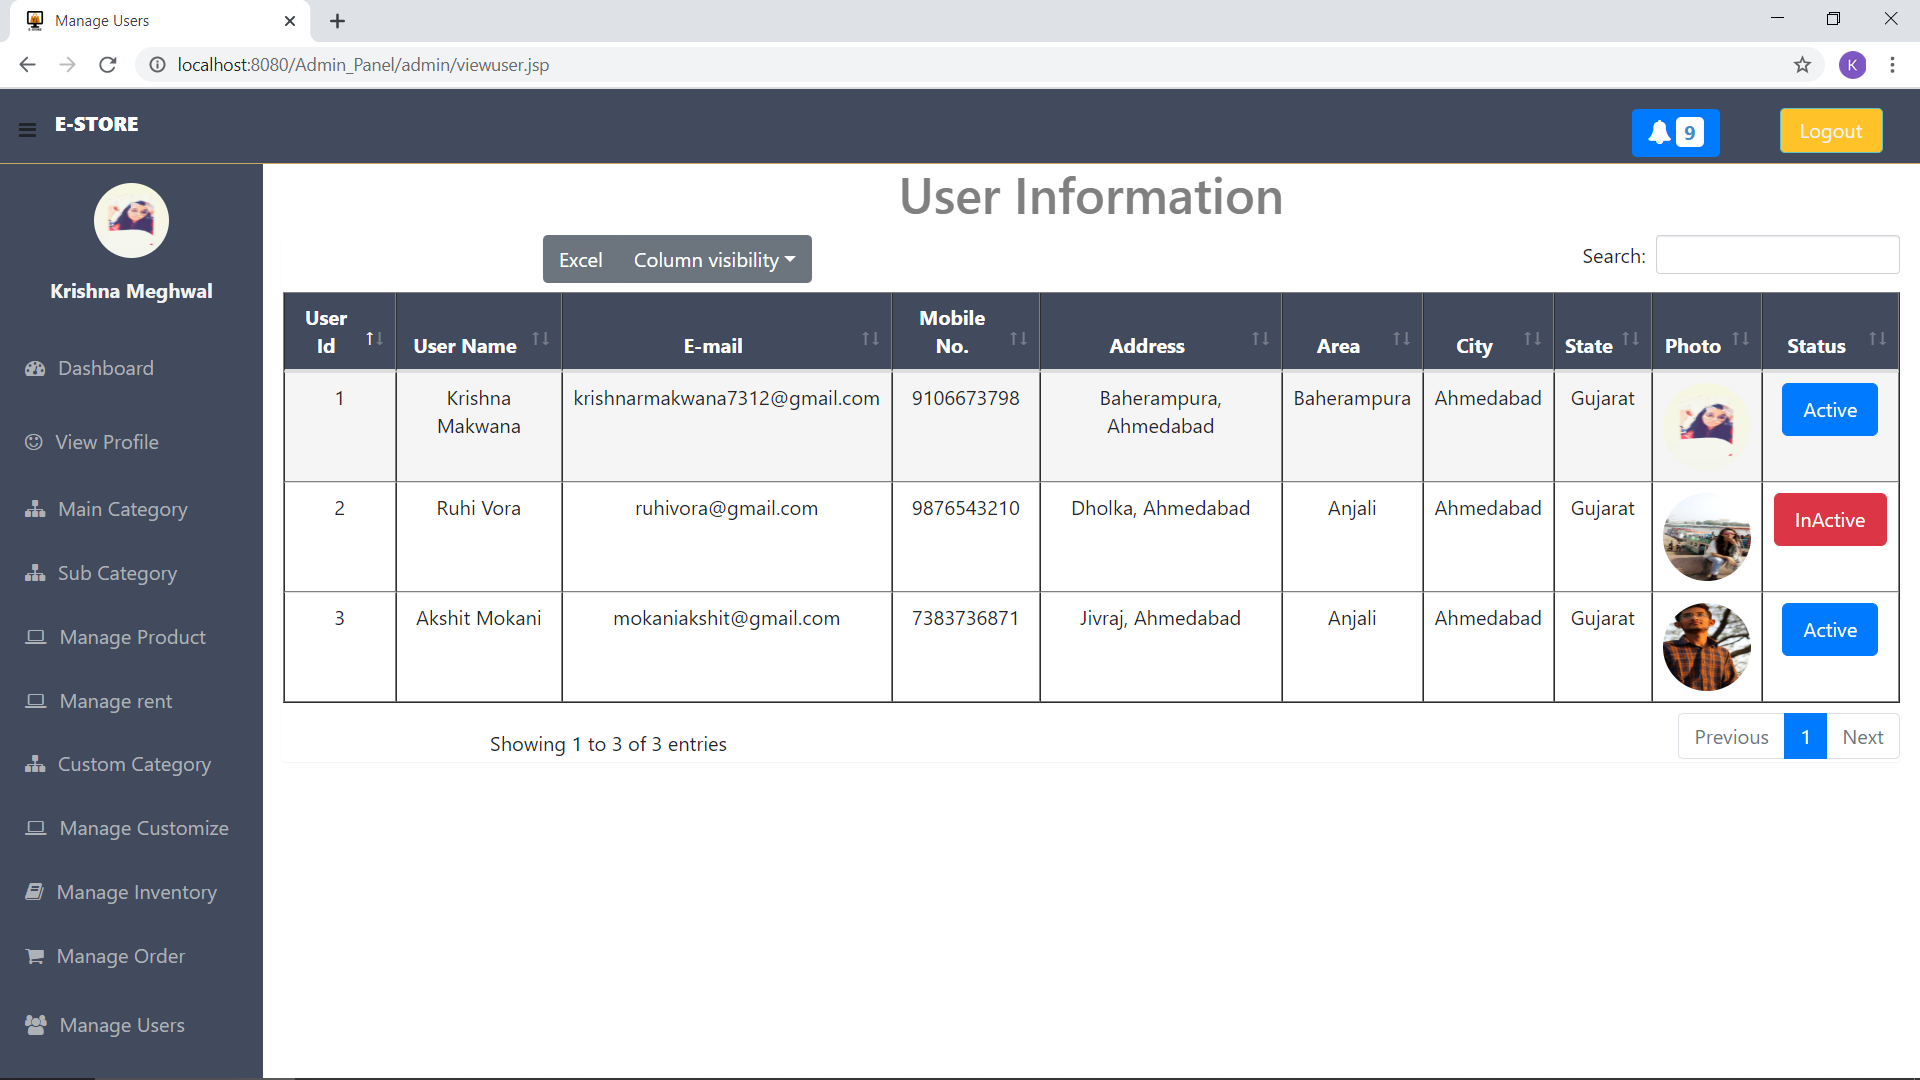 Manage Users
localhost:8080/Admin_Panel/admin/viewuser.jsp
K
E-STORE
9
Logout
Krishna Meghwal
Dashboard
View Profile
Main Category
Sub Category
Manage Product
Manage rent
Custom Category
Manage Customize
Manage Inventory
Manage Order
Manage Users
User Information
Excel Column visibility
Search:
User Id User Name E-mail Mobile No. Address Area City State Photo Status
1 Krishna Makwana krishnarmakwana7312@gmail.com 9106673798 Baherampura, Ahmedabad Baherampura Ahmedabad Gujarat Active
2 Ruhi Vora ruhivora@gmail.com 9876543210 Dholka, Ahmedabad Anjali Ahmedabad Gujarat InActive
3 Akshit Mokani mokaniakshit@gmail.com 7383736871 Jivraj, Ahmedabad Anjali Ahmedabad Gujarat Active
Showing 1 to 3 of 3 entries
Previous 1 Next